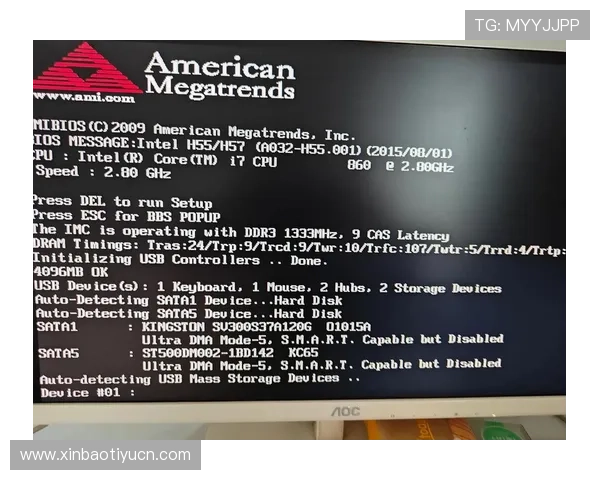 TG: MYYJJPP
American
Megatrends
www.ami.com
MIBIOS(C)2009 American Megatrends, Inc.
IOS MESSAGE:Intel H55/H57 (A032-H55.001)(2015/08/01)
PU : Intel(R) Core(TM) i7 CPU 860 @ 2.80GHz
Speed : 2.80 GHz
Press DEL to run Setup
Press ESC for BBS POPUP
The IMC is operating with DDR3 1333MHz, 9 CAS Latency
DRAM Timings: Tras:24/Trp:9/Trcd:9/Twr:10/Trfc:107/Twtr:5/Trrd:4/Trtp:
Initializing USB Controllers .. Done.
4096MB OK
USB Device(s): 1 Keyboard, 1 Mouse, 2 Hubs, 2 Storage Devices
Auto-Detecting SATA1 Device...Hard Disk
Auto-Detecting SATA5 Device...Hard Disk
SATA1 : KINGSTON SV300S37A120G O1015A
Ultra DMA Mode-5, S.M.A.R.T. Capable but Disabled
SATA5 : ST500DM002-1BD142 KC65
Ultra DMA Mode-5, S.M.A.R.T. Capable but Disabled
Auto-detecting USB Mass Storage Devices ..
Device #01 :
AOC
www.xinbaotiyucn.com